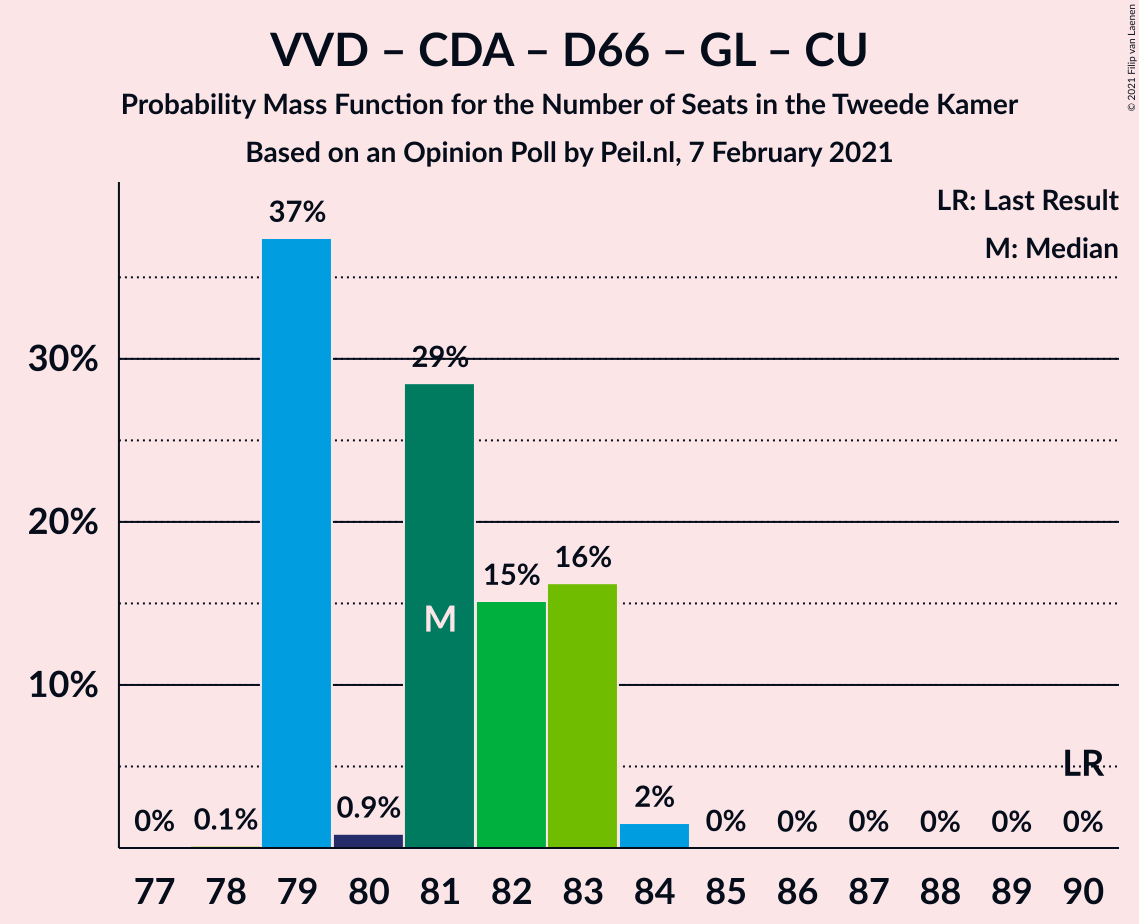 VVD – CDA – D66 – GL – CU
Probability Mass Function for the Number of Seats in the Tweede Kamer
Based on an Opinion Poll by Peil.nl, 7 February 2021
© 2021 Filip van Laenen
LR: Last Result
M: Median
37%
30%
29%
20%
16%
15%
M
10%
LR
0% 0.1% 0.9% 2% 0% 0% 0% 0% 0% 0%
77 78 79 80 81 82 83 84 85 86 87 88 89 90